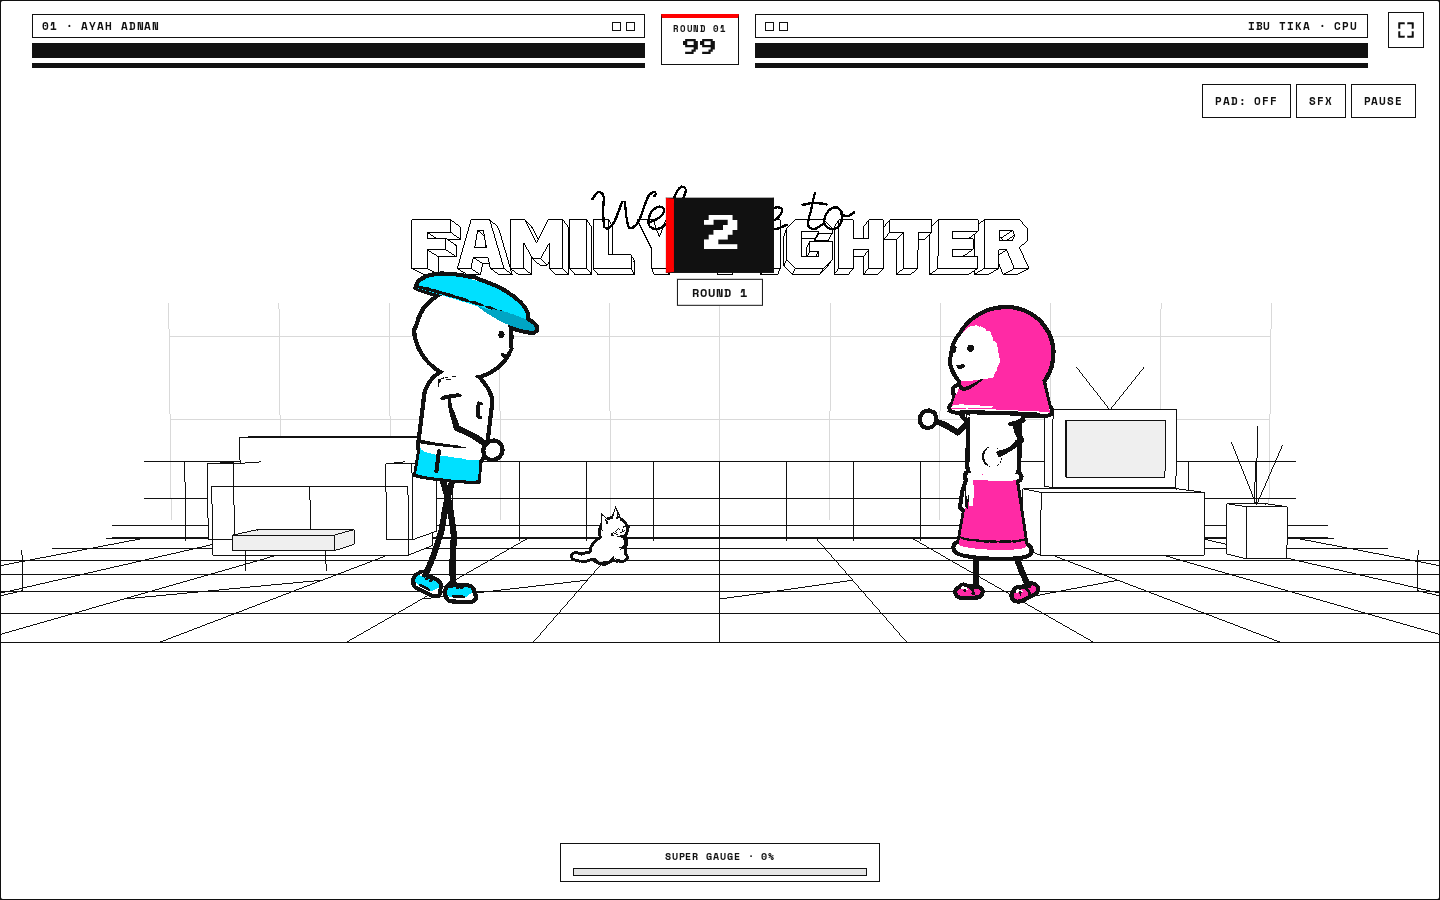 01 · AYAH ADNAN
ROUND 01
99
IBU TIKA · CPU
PAD: OFF
SFX
PAUSE
to
2
ROUND 1
SUPER GAUGE · 0%